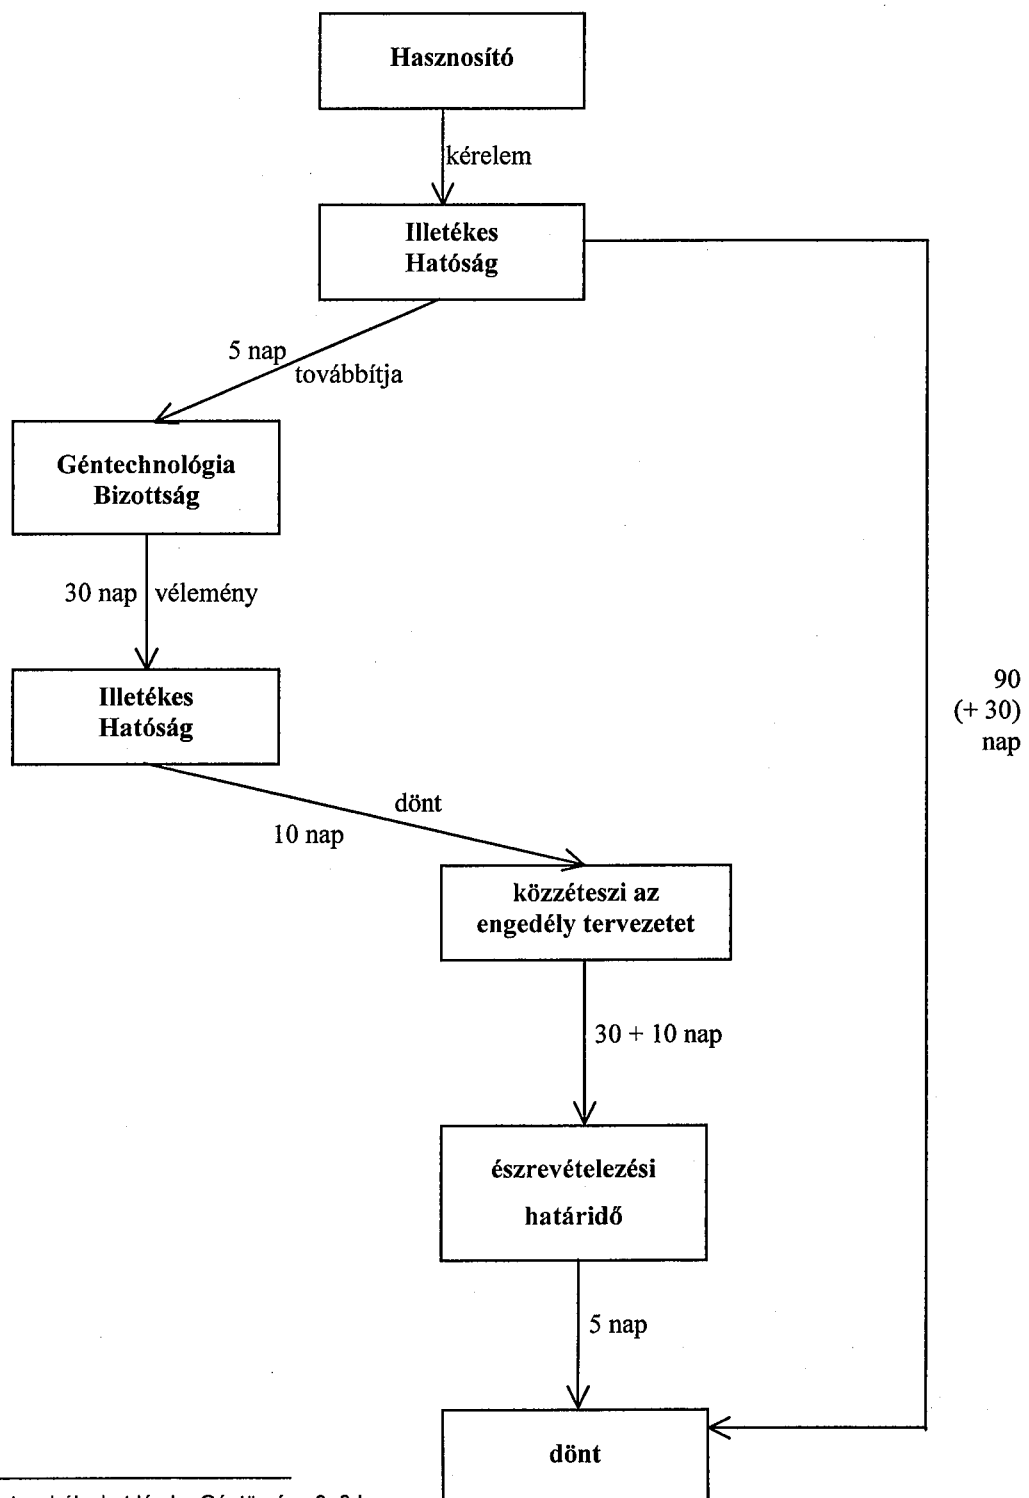 Hasznosító
kérelem
Illetékes
Hatóság
5 nap
továbbítja
Géntechnológia
Bizottság
30 nap
vélemény
Illetékes
Hatóság
90
(+ 30)
nap
dönt
10 nap
közzéteszi az
engedély tervezetet
30 + 10 nap
észrevételezési
határidő
5 nap
dönt